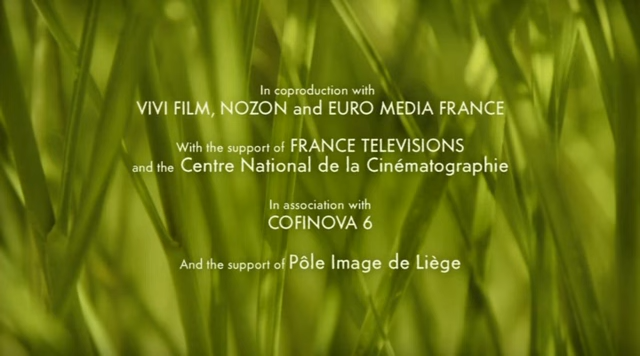 In coproduction with
VIVI FILM, NOZON and EURO MEDIA FRANCE
With the support of FRANCE TELEVISIONS
and the Centre National de la Cinématographie
In association with
COFINOVA 6
And the support of Pôle Image de Liège